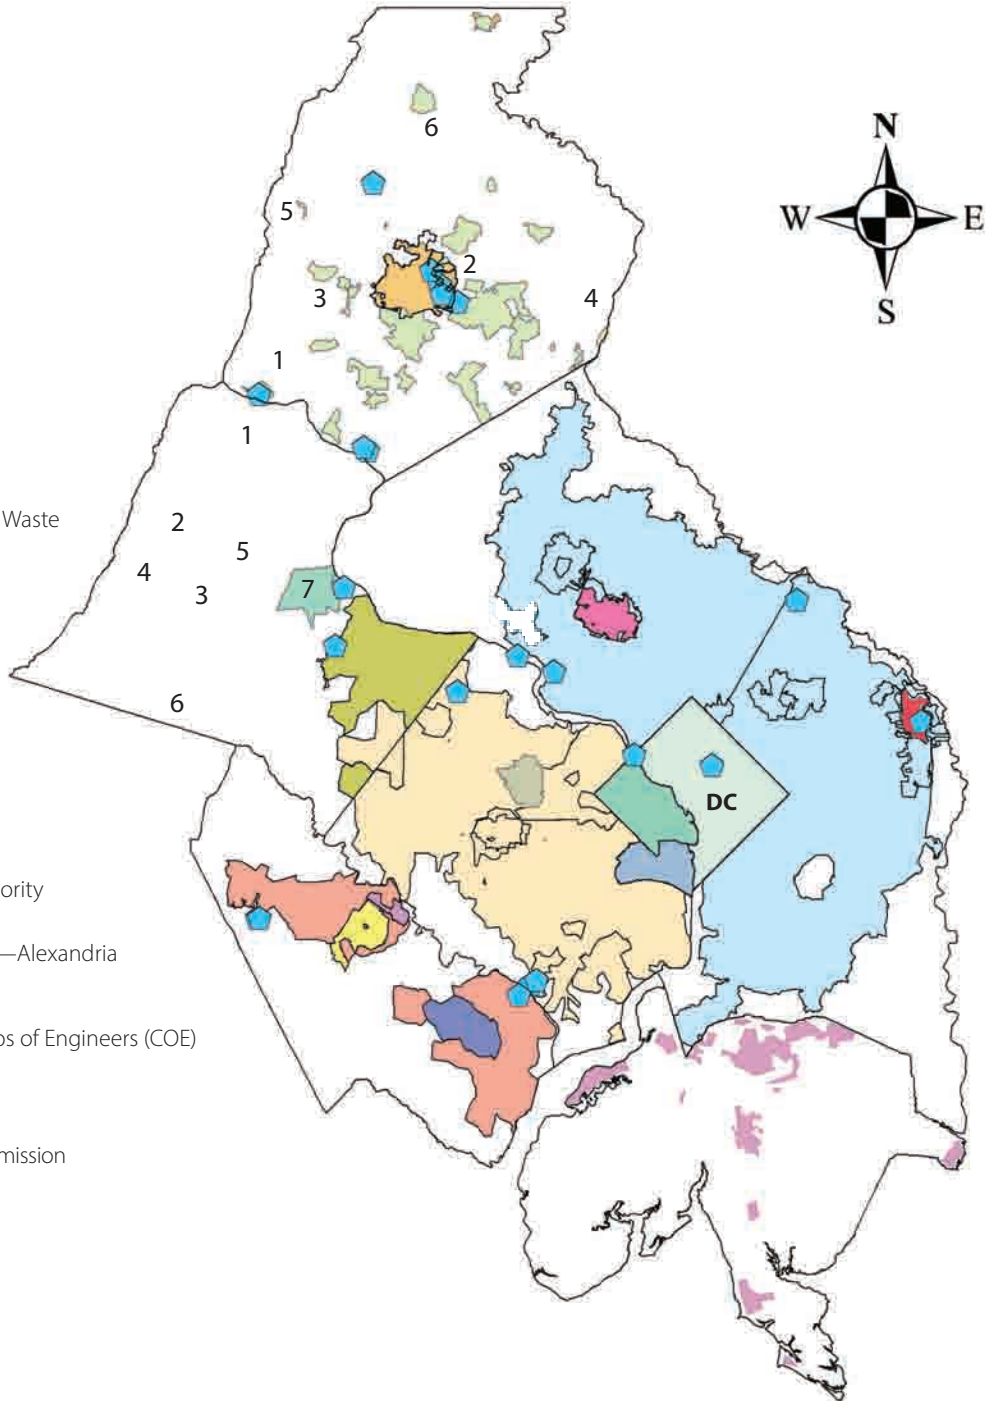 N
W E
S
6
5
2
3
4
1
1
Waste
2
5
4
7
3
6
DC
ority
—Alexandria
ps of Engineers (COE)
mission